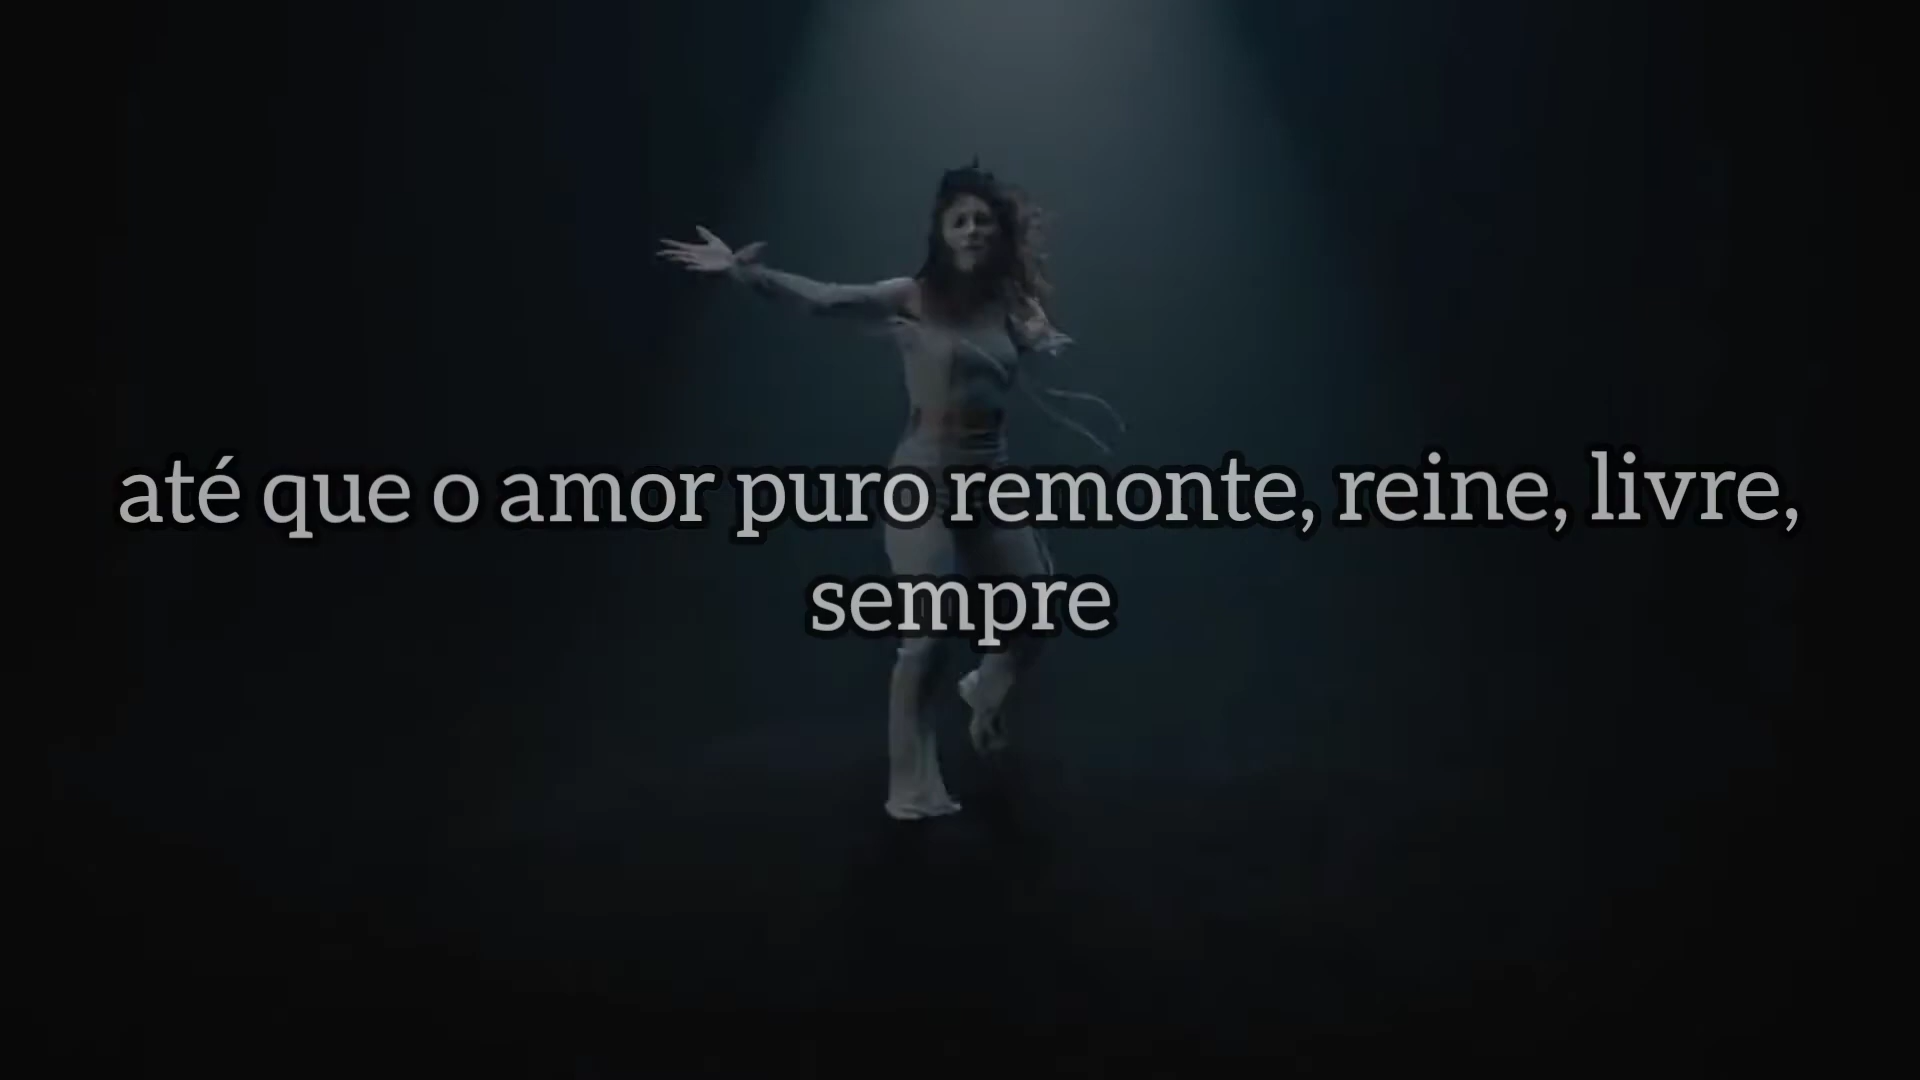 até que o amor puro remonte, reine, livre,
sempre